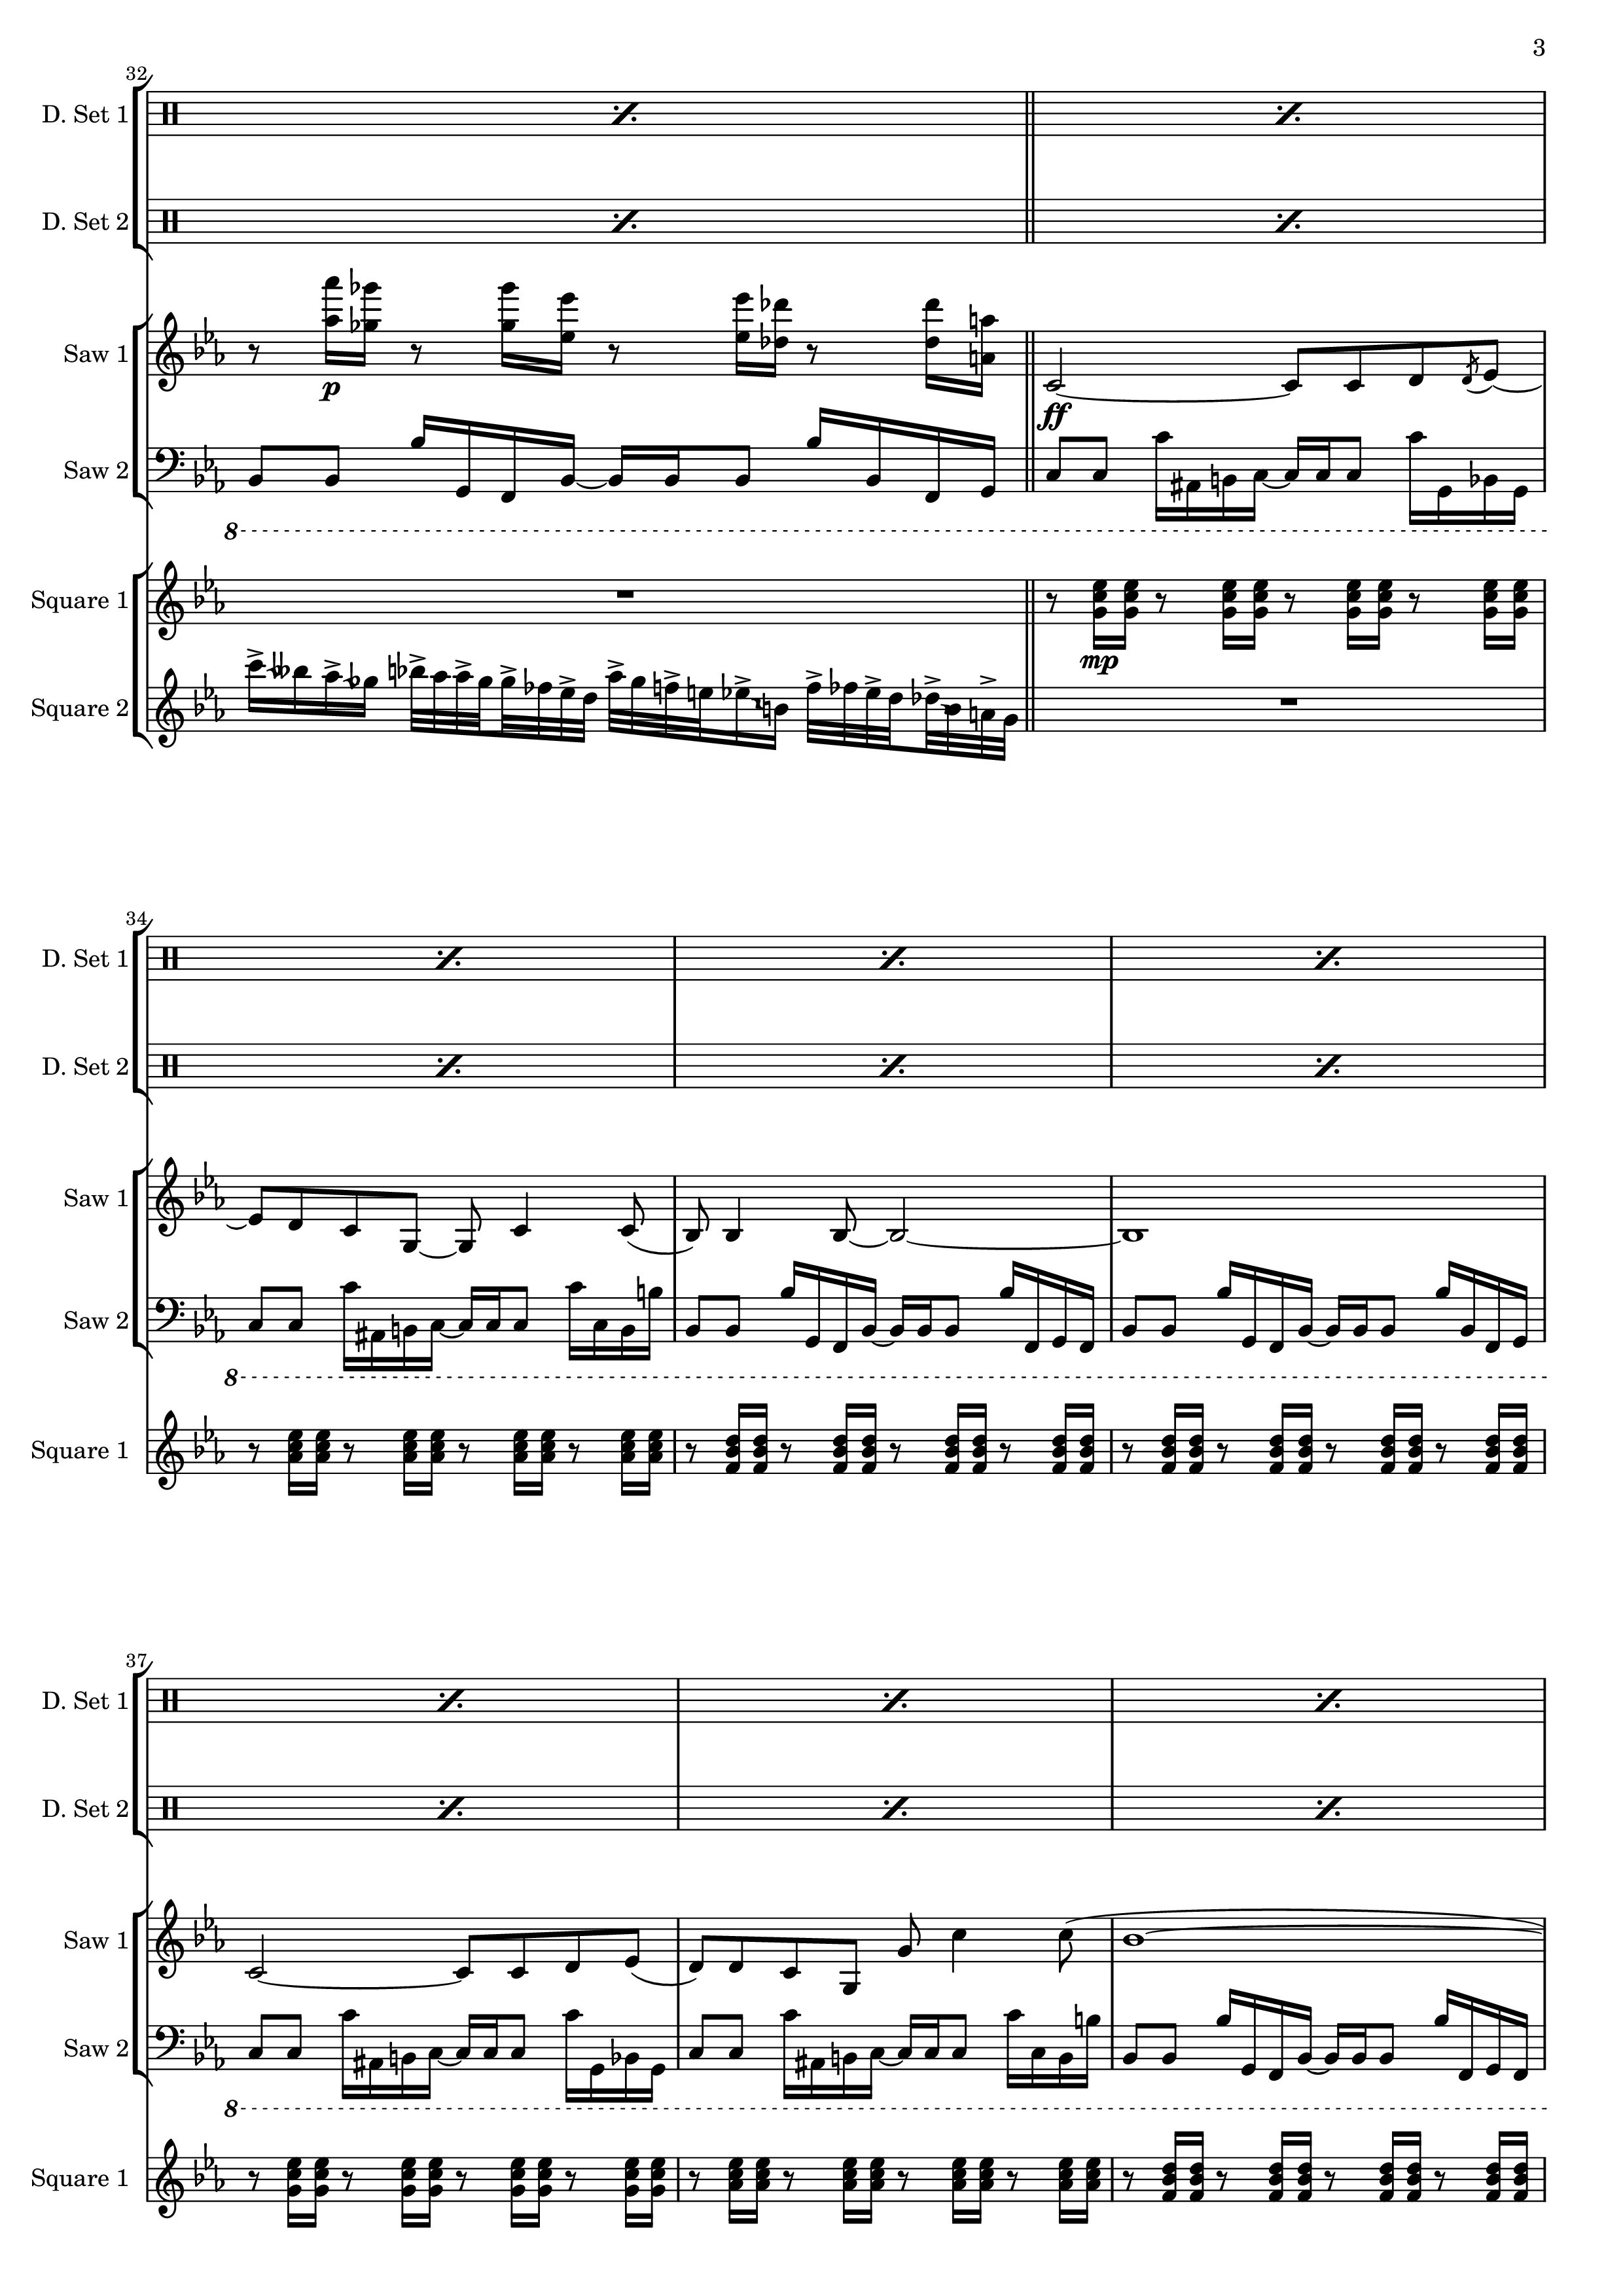 3
32
D. Set 1
D. Set 2
Saw 1
p
ff
Saw 2
8
Square 1
mp
Square 2
34
D. Set 1
D. Set 2
Saw 1
Saw 2
8
Square 1
37
D. Set 1
D. Set 2
Saw 1
Saw 2
8
Square 1